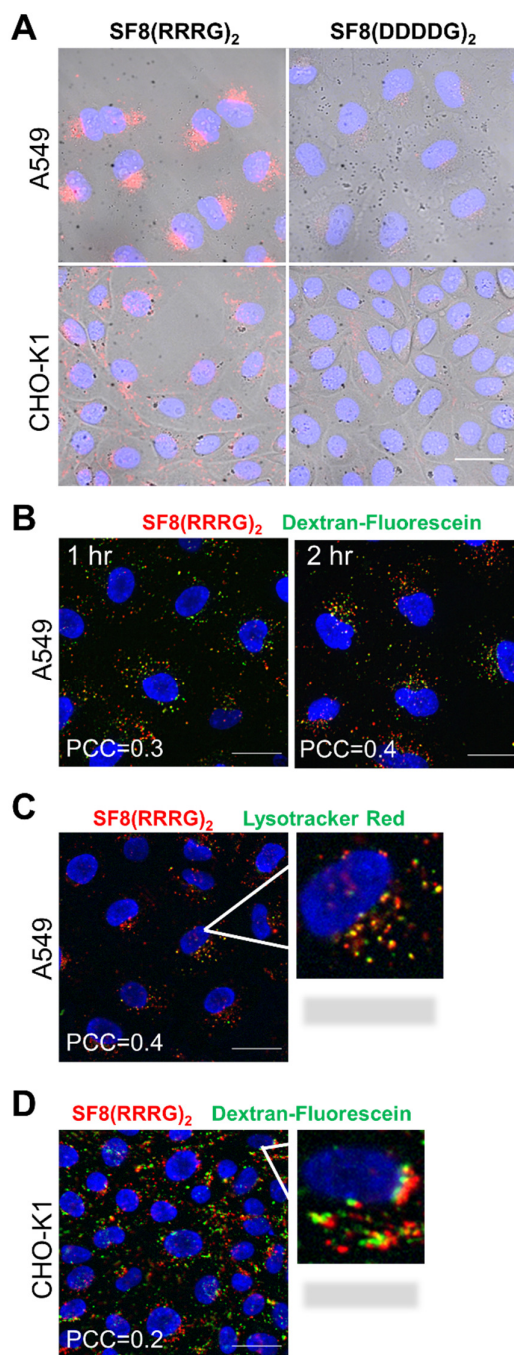 A
SF8(RRRG)2 SF8(DDDDG)2
A549
CHO-K1
B
SF8(RRRG)2 Dextran-Fluorescein
1 hr
2 hr
A549
PCC=0.3
PCC=0.4
C
SF8(RRRG)2 Lysotracker Red
A549
PCC=0.4
D
SF8(RRRG)2 Dextran-Fluorescein
CHO-K1
PCC=0.2